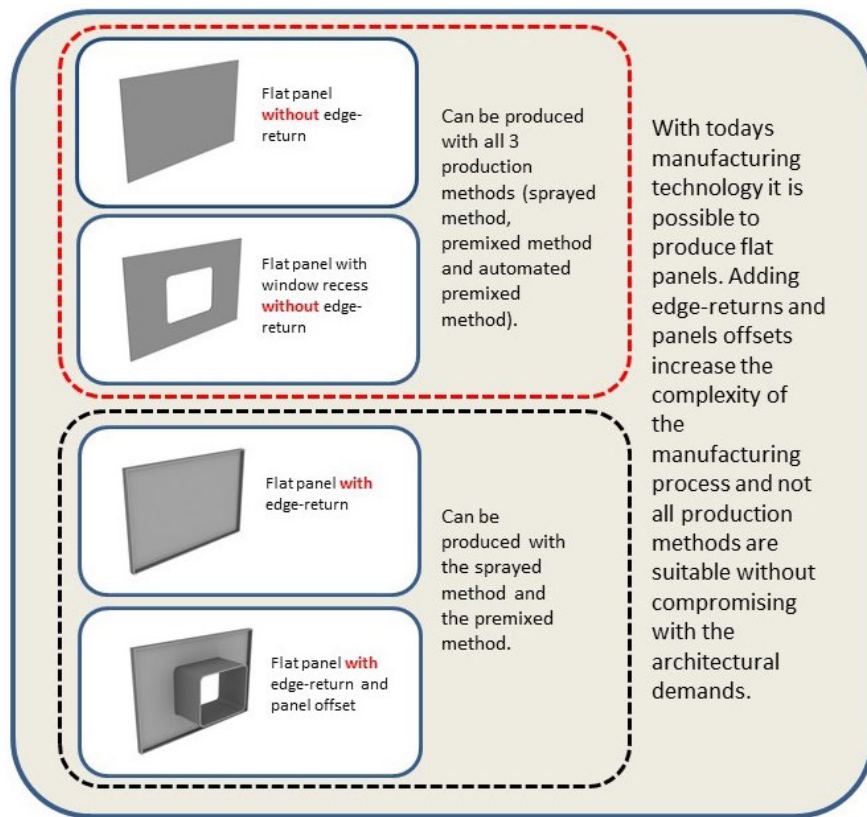 Flat panel
without edge-
return
Flat panel with
window recess
without edge-
return
Can be produced
with all 3
production
methods (sprayed
method,
premixed method
and automated
premixed
method).
Flat panel with
edge-return
Flat panel with
edge-return and
panel offset
Can be
produced with
the sprayed
method and
the premixed
method.
With todays
manufacturing
technology it is
possible to
produce flat
panels. Adding
edge-returns and
panels offsets
increase the
complexity of
the
manufacturing
process and not
all production
methods are
suitable without
compromising
with the
architectural
demands.